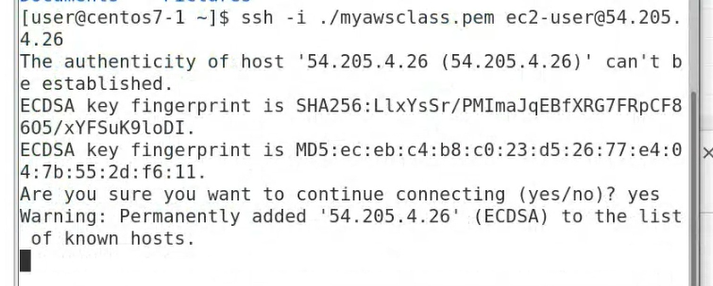 [user@centos7-1 ~]$ ssh -i ./myawsclass.pem ec2-user@54.205.
4.26
The authenticity of host '54.205.4.26 (54.205.4.26)' can't b
e established.
ECDSA key fingerprint is SHA256:LlxYsSr/PMImaJqEBfXRG7FRpCF8
6O5/xYFSuK9loDI.
ECDSA key fingerprint is MD5:ec:eb:c4:b8:c0:23:d5:26:77:e4:0
4:7b:55:2d:f6:11.
Are you sure you want to continue connecting (yes/no)? yes
Warning: Permanently added '54.205.4.26' (ECDSA) to the list
 of known hosts.